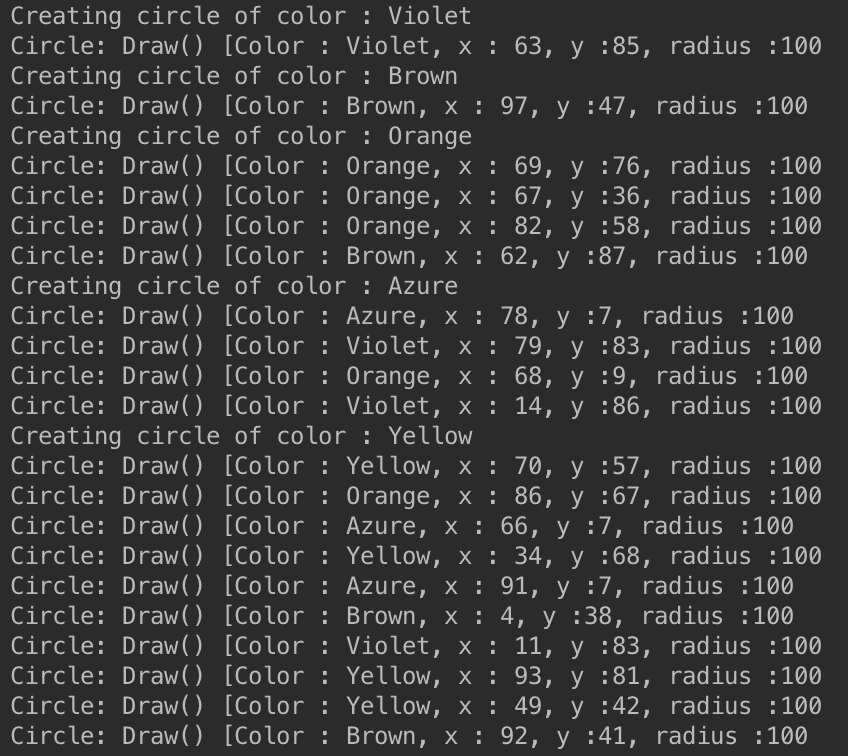 Creating circle of color : Violet
Circle: Draw() [Color : Violet, x : 63, y :85, radius :100
Creating circle of color : Brown
Circle: Draw() [Color : Brown, x : 97, y :47, radius :100
Creating circle of color : Orange
Circle: Draw() [Color : Orange, x : 69, y :76, radius :100
Circle: Draw() [Color : Orange, x : 67, y :36, radius :100
Circle: Draw() [Color : Orange, x : 82, y :58, radius :100
Circle: Draw() [Color : Brown, x : 62, y :87, radius :100
Creating circle of color : Azure
Circle: Draw() [Color : Azure, x : 78, y :7, radius :100
Circle: Draw() [Color : Violet, x : 79, y :83, radius :100
Circle: Draw() [Color : Orange, x : 68, y :9, radius :100
Circle: Draw() [Color : Violet, x : 14, y :86, radius :100
Creating circle of color : Yellow
Circle: Draw() [Color : Yellow, x : 70, y :57, radius :100
Circle: Draw() [Color : Orange, x : 86, y :67, radius :100
Circle: Draw() [Color : Azure, x : 66, y :7, radius :100
Circle: Draw() [Color : Yellow, x : 34, y :68, radius :100
Circle: Draw() [Color : Azure, x : 91, y :7, radius :100
Circle: Draw() [Color : Brown, x : 4, y :38, radius :100
Circle: Draw() [Color : Violet, x : 11, y :83, radius :100
Circle: Draw() [Color : Yellow, x : 93, y :81, radius :100
Circle: Draw() [Color : Yellow, x : 49, y :42, radius :100
Circle: Draw() [Color : Brown, x : 92, y :41, radius :100